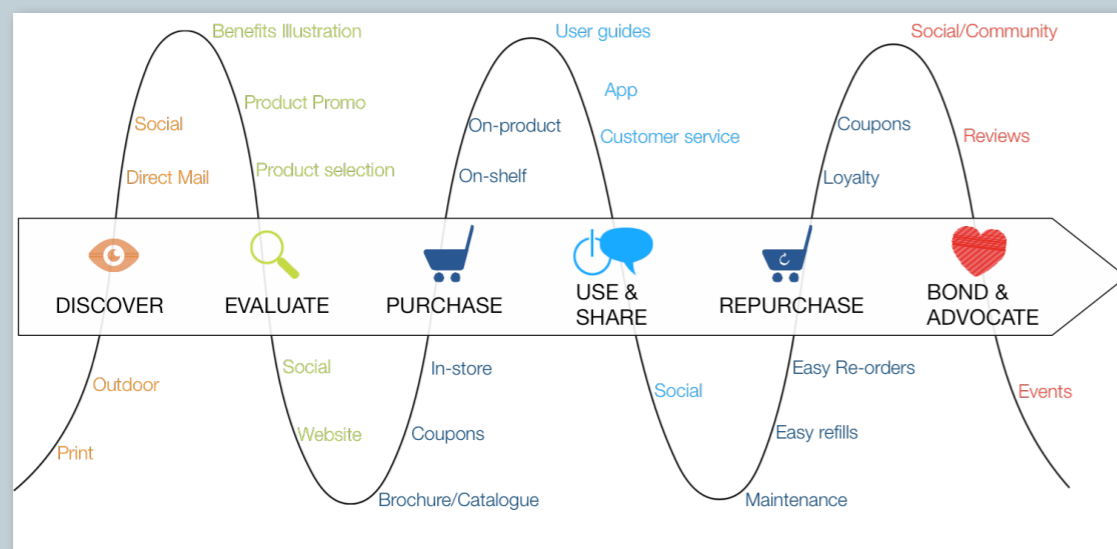 Benefits Illustration
User guides
Social/Community
App
Product Promo
Social
On-product
Customer service
Coupons
Reviews
Direct Mail
Product selection
On-shelf
Loyalty
DISCOVER
EVALUATE
PURCHASE
USE &
SHARE
REPURCHASE
BOND &
ADVOCATE
Outdoor
Social
In-store
Social
Easy Re-orders
Events
Print
Website
Coupons
Easy refills
Brochure/Catalogue
Maintenance